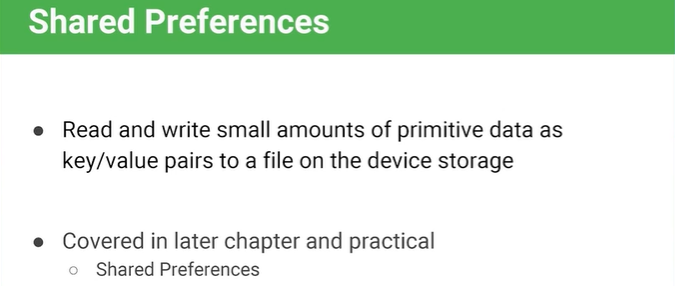 Shared Preferences
● Read and write small amounts of primitive data as
key/value pairs to a file on the device storage
● Covered in later chapter and practical
○ Shared Preferences